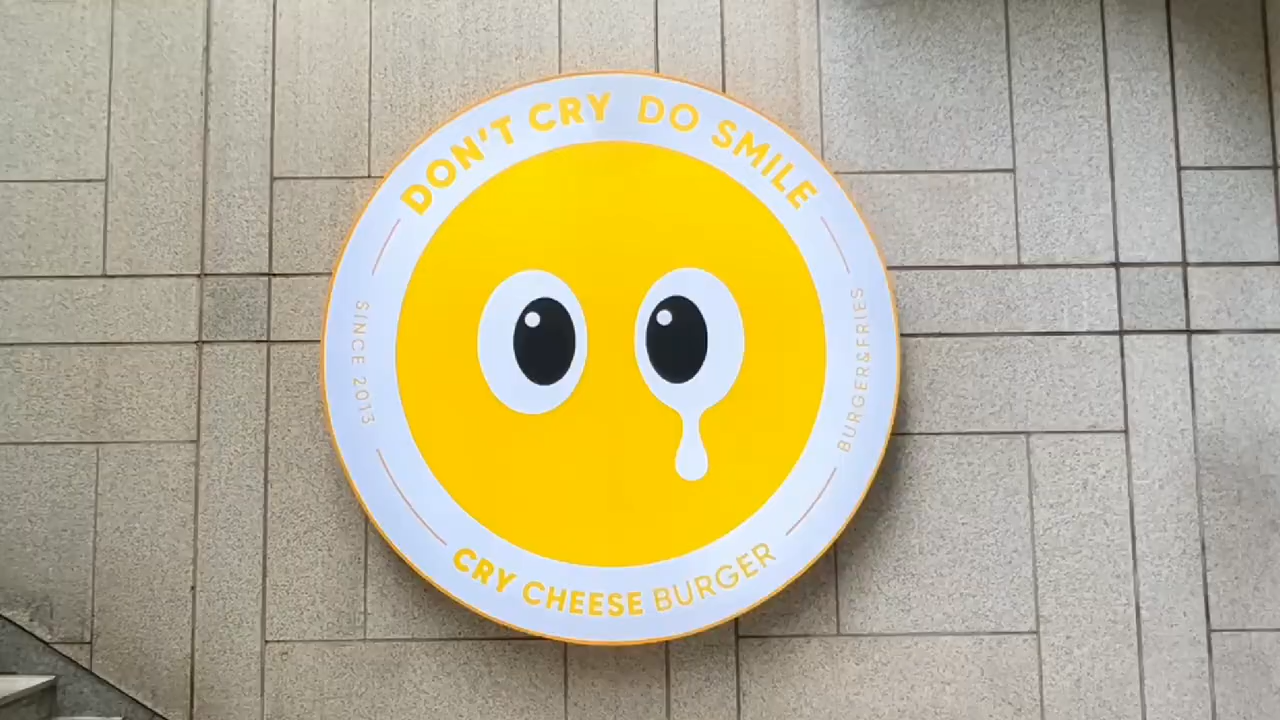 DON'T CRY DO SMILE
SINCE 2013
BURGER&FRIES
CRY CHEESE BURGER